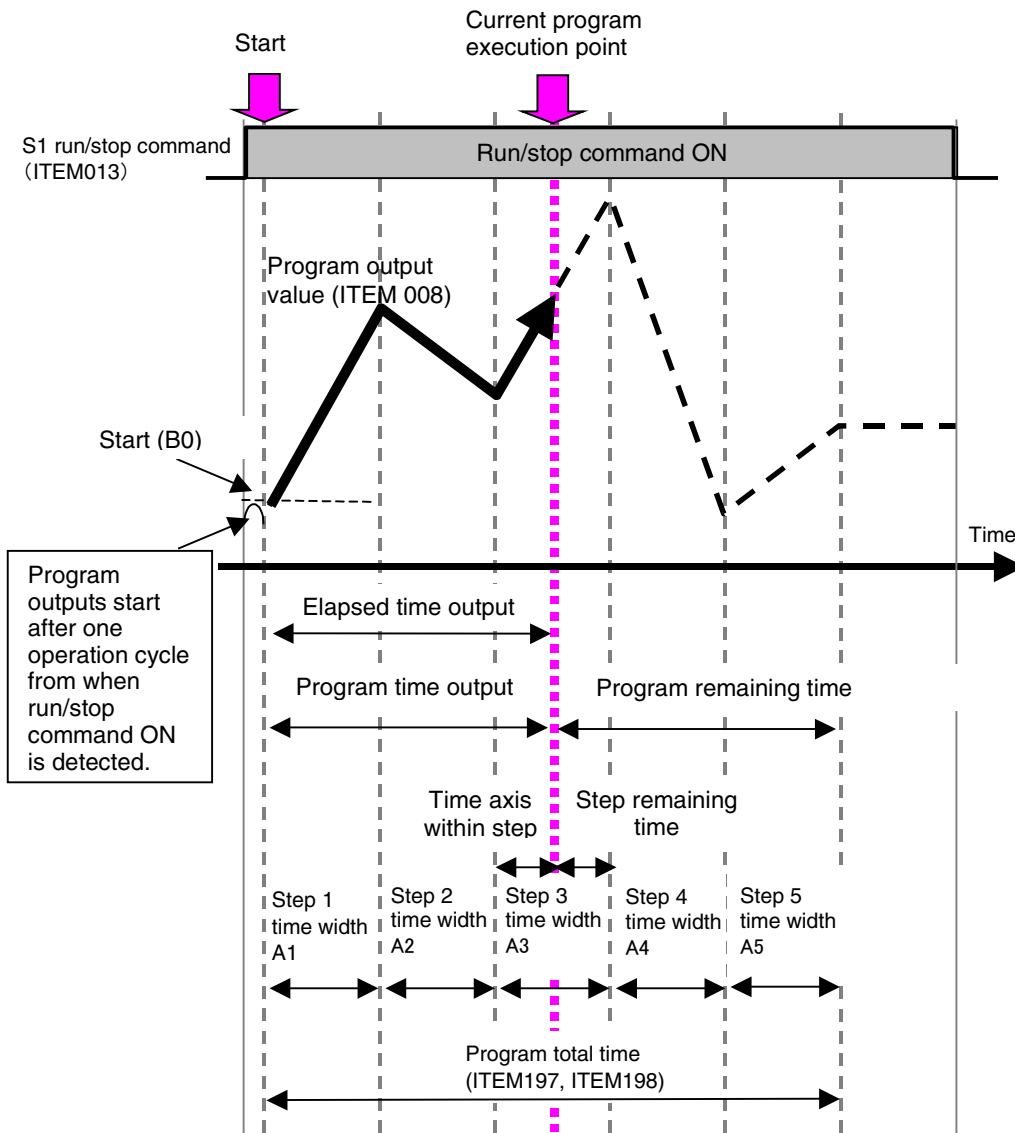 Start
Current program
execution point
S1 run/stop command
（ITEM013）
Run/stop command ON
Program output
value (ITEM 008)
Start (B0)
Time
Program
outputs start
after one
operation cycle
from when
run/stop
command ON
is detected.
Elapsed time output
Program time output
Program remaining time
Time axis
within step
Step remaining
time
Step 1
time width
A1
Step 2
time width
A2
Step 3
time width
A3
Step 4
time width
A4
Step 5
time width
A5
Program total time
(ITEM197, ITEM198)